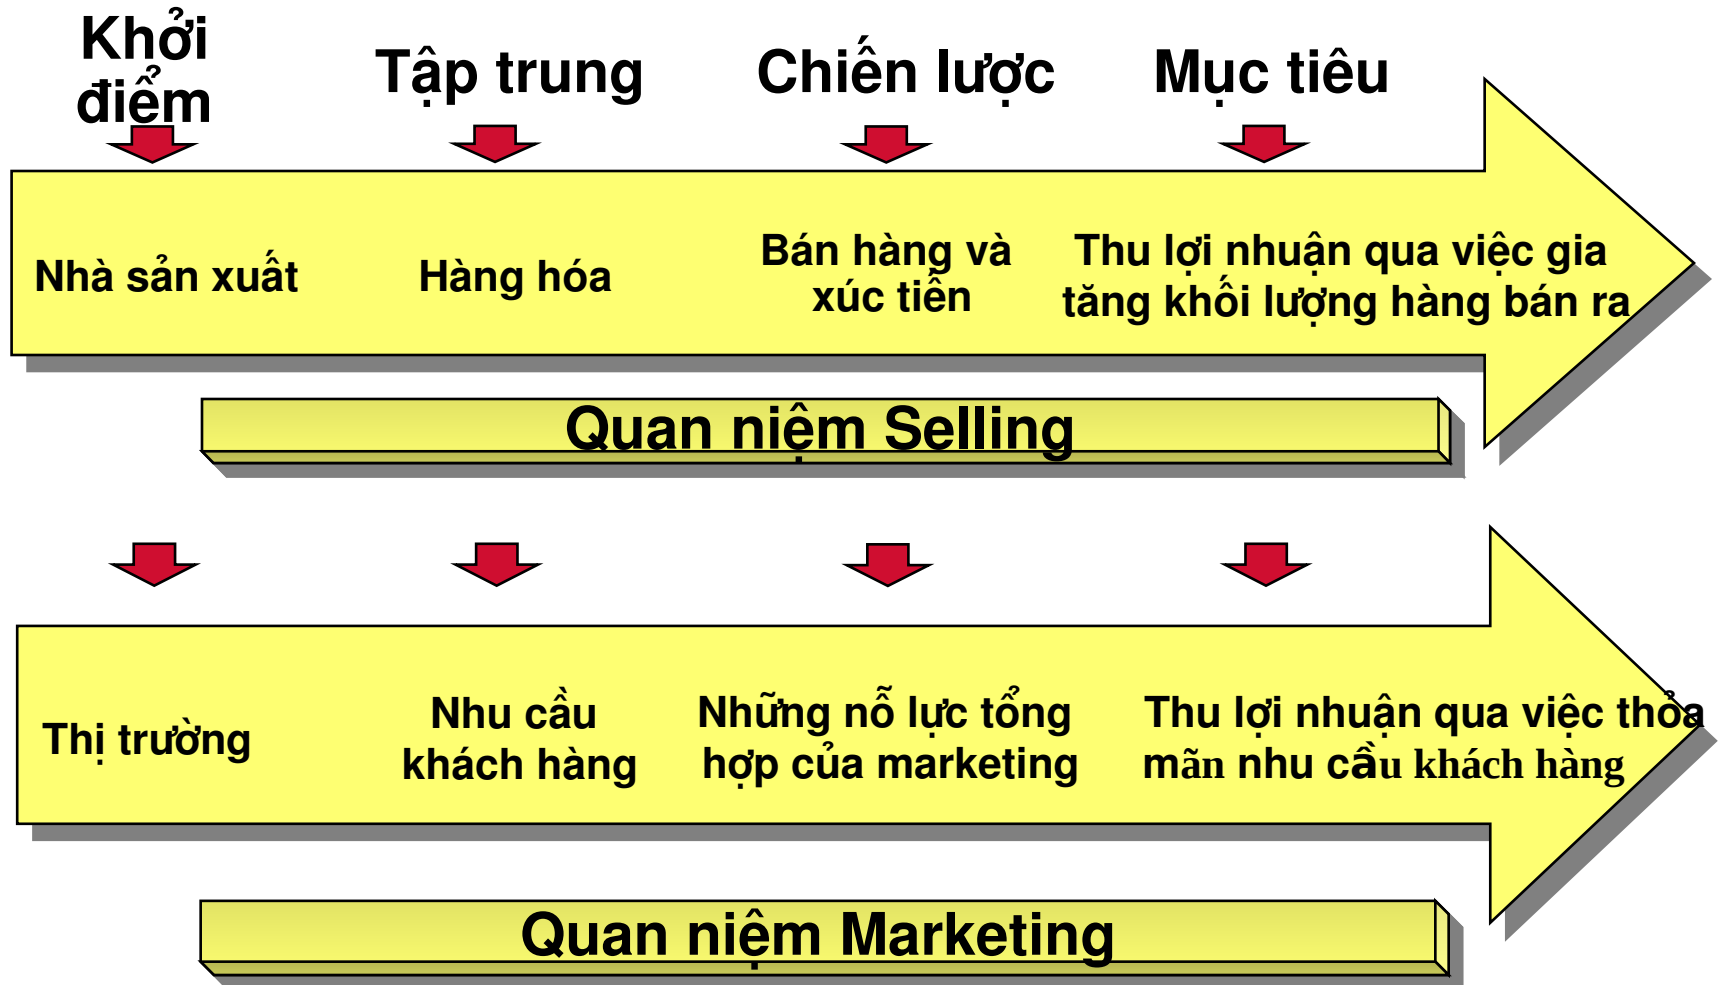 Khởi
điểm
Tập trung
Chiến lược
Mục tiêu
Nhà sản xuất
Hàng hóa
Bán hàng và
xúc tiến
Thu lợi nhuận qua việc gia
tăng khối lượng hàng bán ra
Quan niệm Selling
Thị trường
Nhu cầu
khách hàng
Những nỗ lực tổng
hợp của marketing
Thu lợi nhuận qua việc thỏa
mãn nhu cầu khách hàng
Quan niệm Marketing